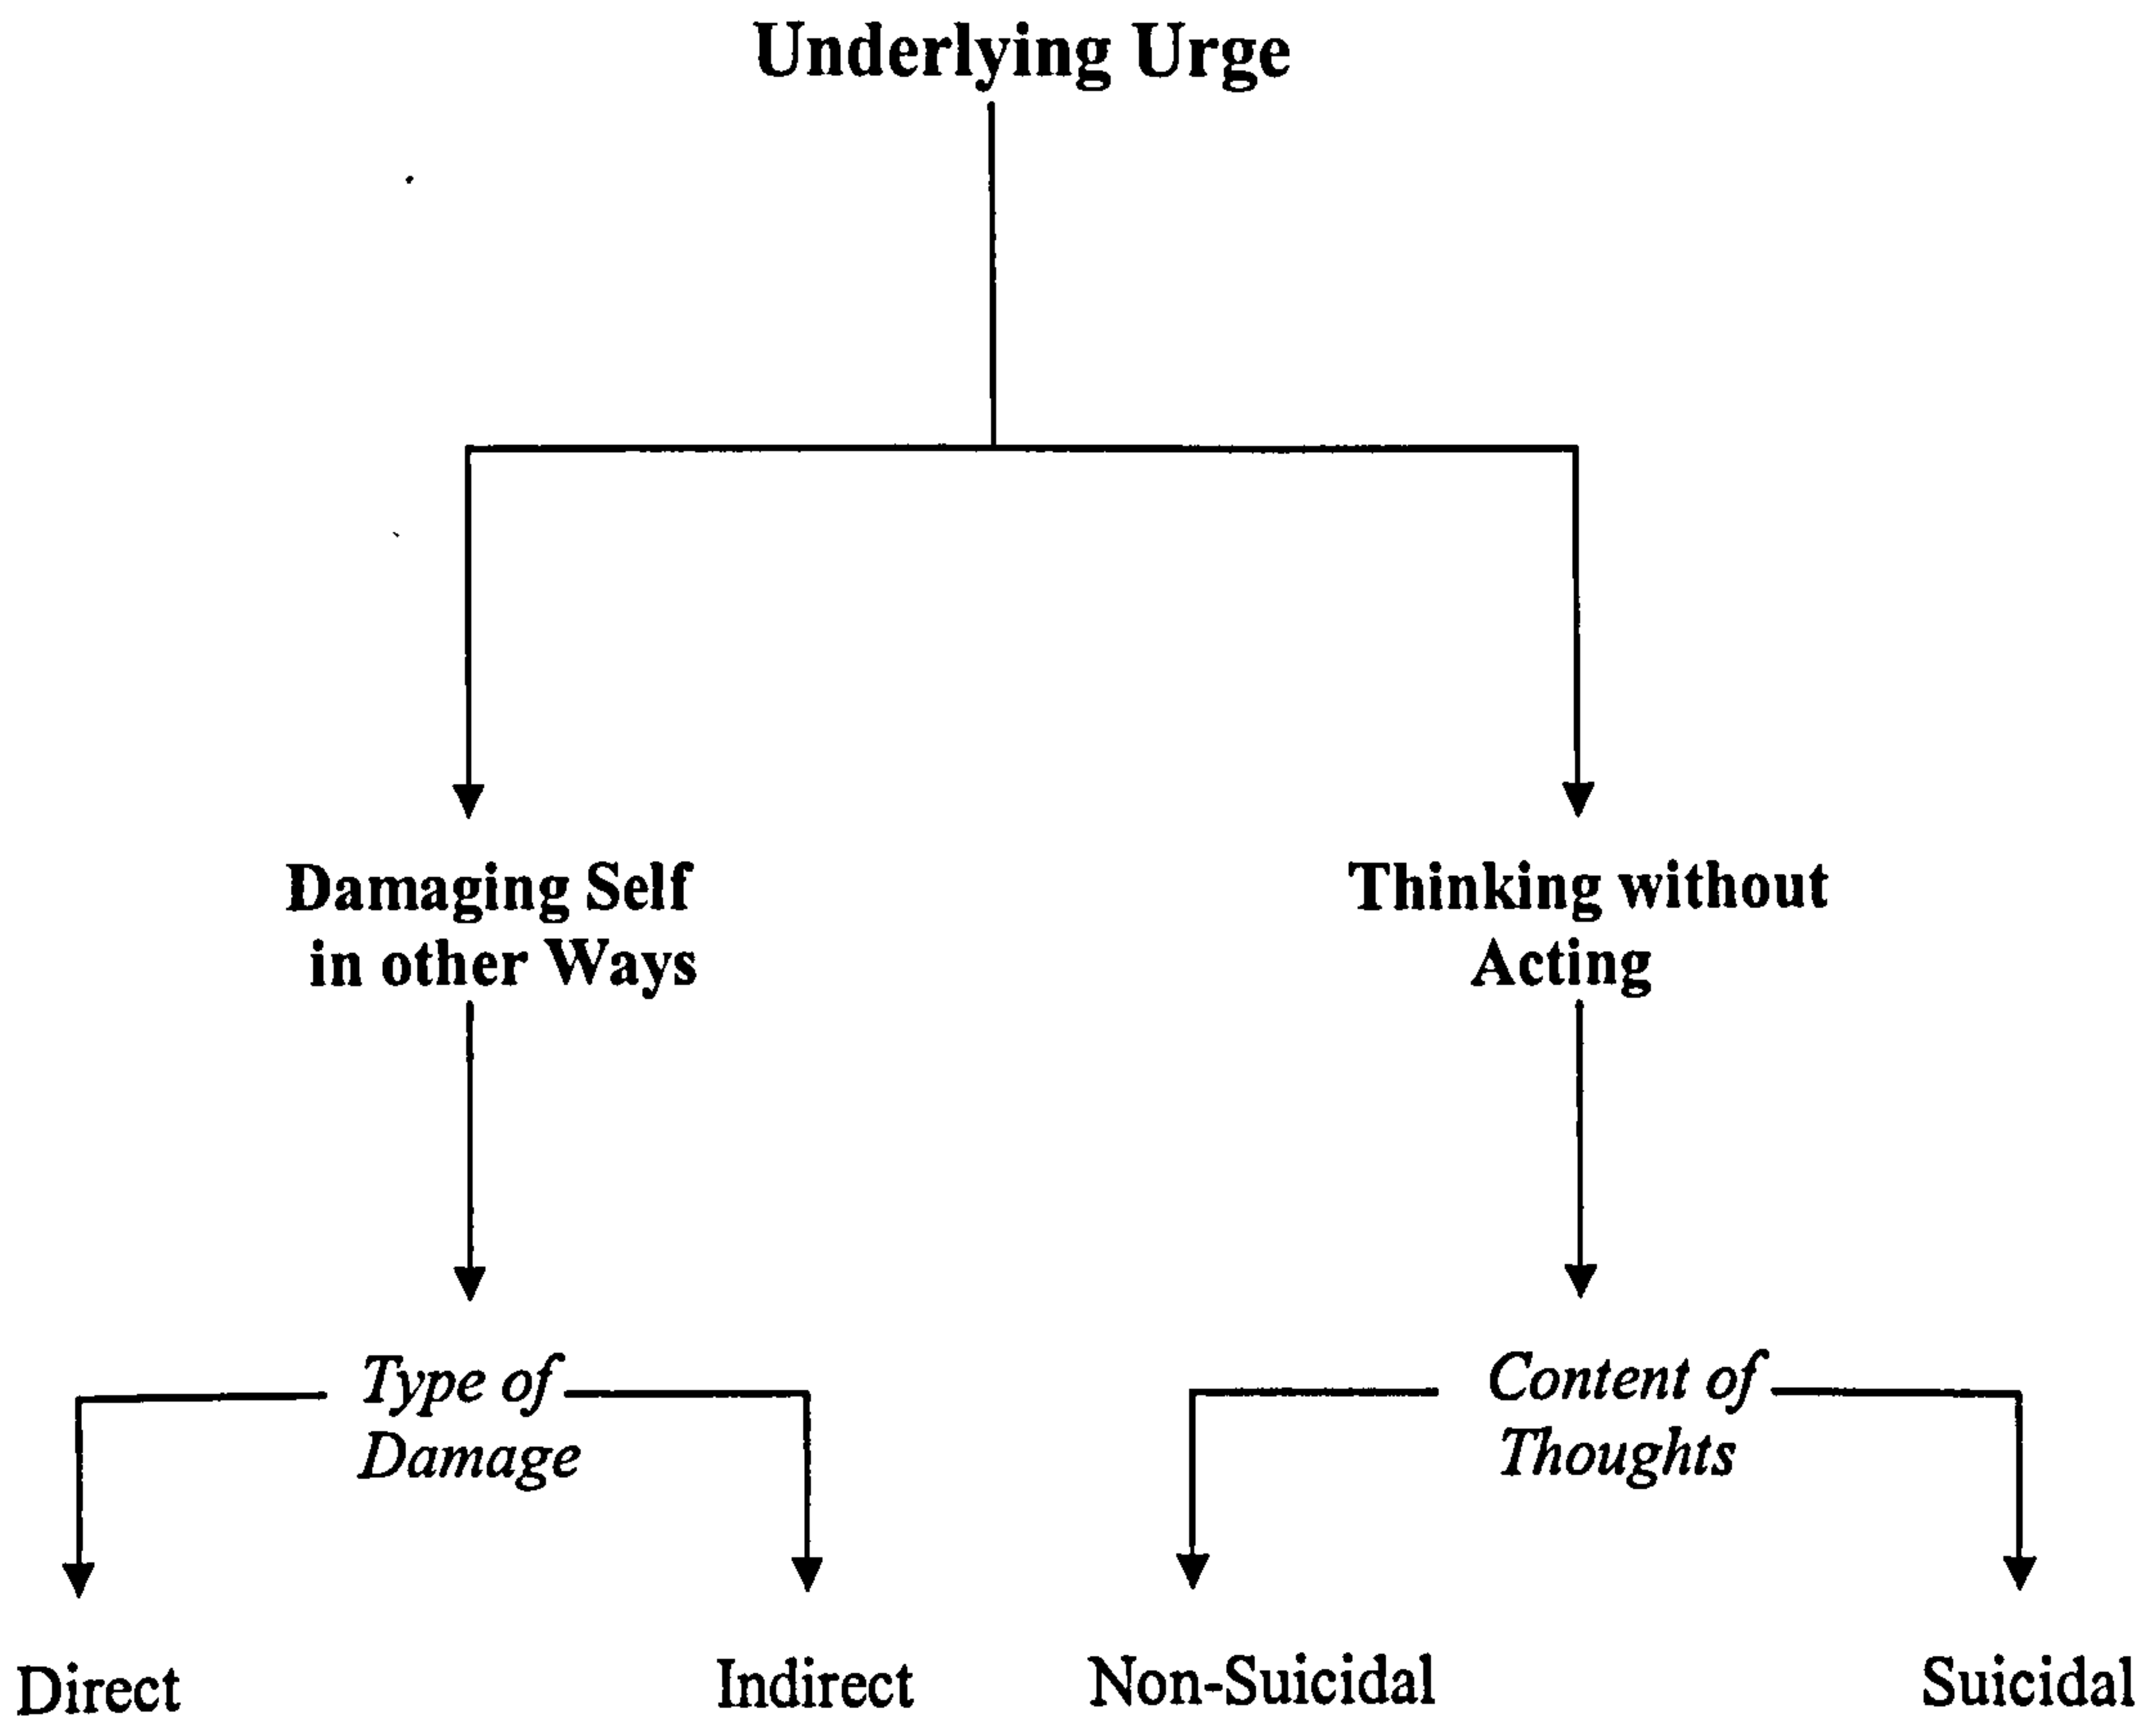 Underlying Urge
Damaging Self
in other Ways
Thinking without
Acting
Type of
Damage
Content of
Thoughts
Direct
Indirect
Non-Suicidal
Suicidal